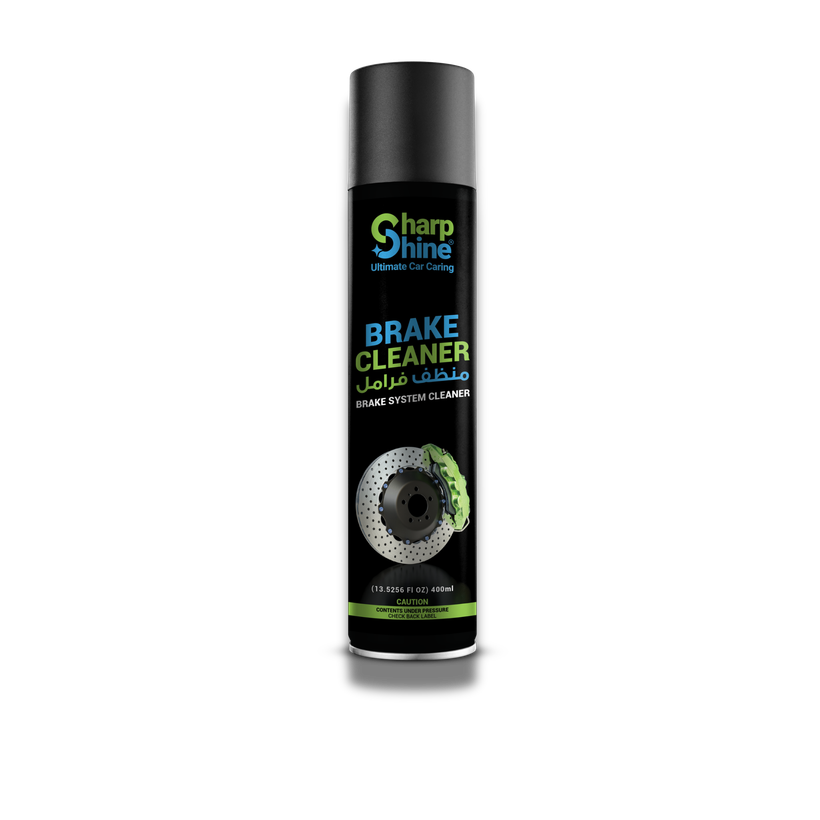 Sharp
Shine®
Ultimate Car Caring
BRAKE
CLEANER
منظف فرامل
BRAKE SYSTEM CLEANER
(13.5256 Fl OZ) 400ml
CAUTION
CONTENTS UNDER PRESSURE
CHECK BACK LABEL